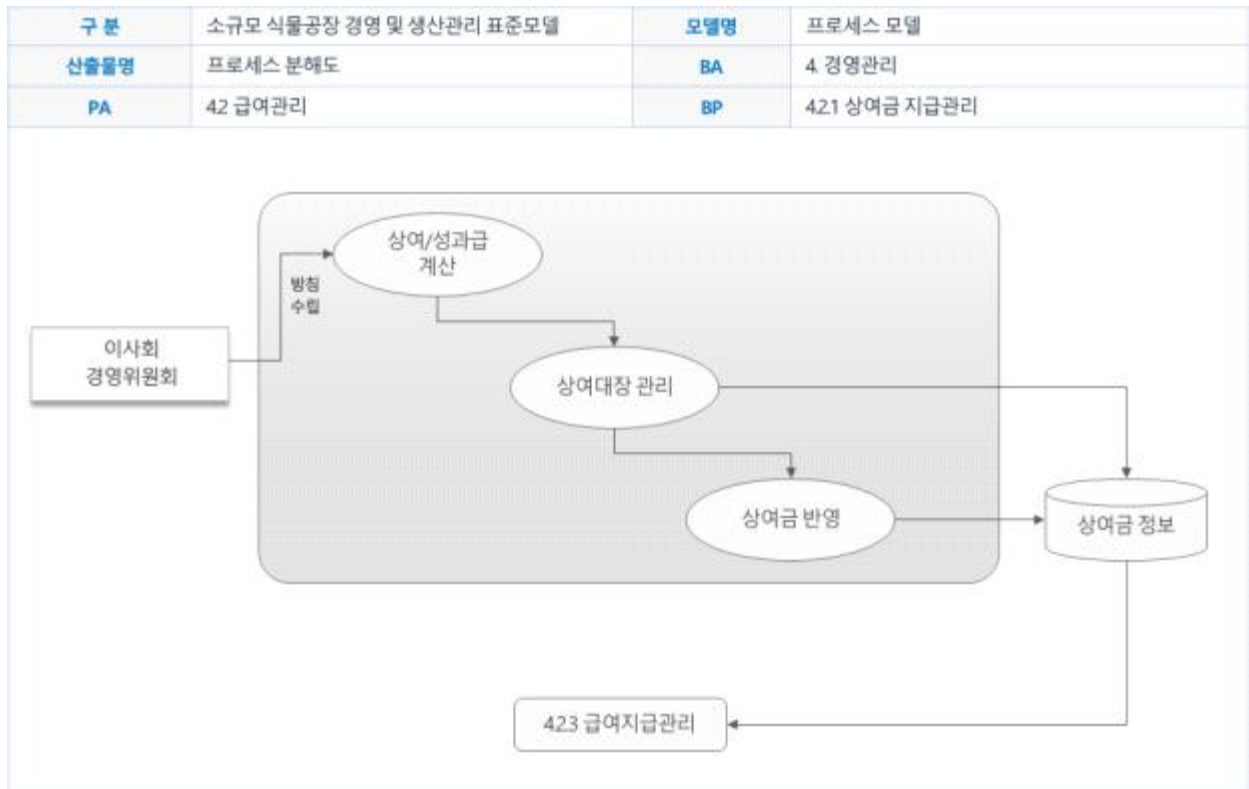 구 분 소규모 식물공장 경영 및 생산관리 표준모델 모델명 프로세스 모델
산출물명 프로세스 분해도 BA 4. 경영관리
PA 4.2 급여관리 BP 4.2.1 상여금 지급관리
상여/성과급
계산
방침
수립
이사회
경영위원회
상여대장 관리
상여금 반영
상여금 정보
4.2.3 급여지급관리